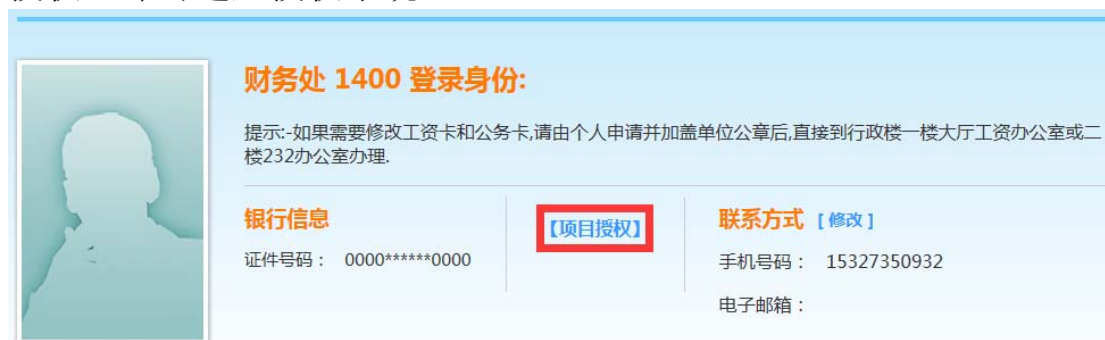 财务处 1400 登录身份:
提示:-如果需要修改工资卡和公务卡,请由个人申请并加盖单位公章后,直接到行政楼一楼大厅工资办公室或二
楼232办公室办理.
银行信息
【项目授权】
联系方式 [ 修改 ]
证件号码： 0000******0000
手机号码： 15327350932
电子邮箱：